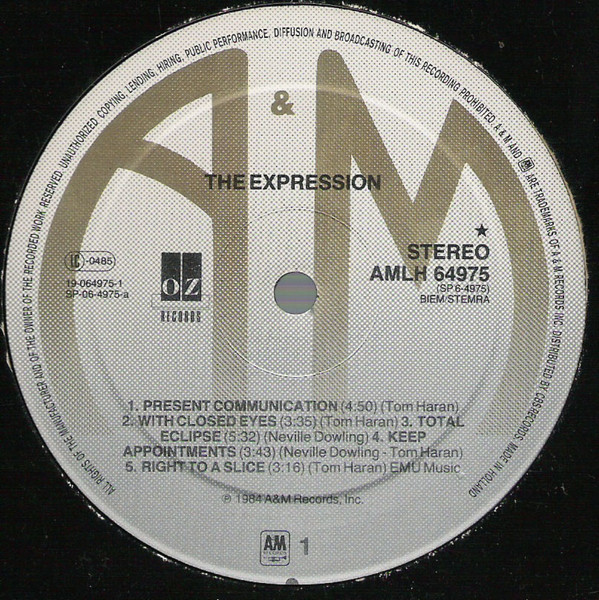 ALL RIGHTS OF THE MANUFACTURER AND OF THE OWNER OF THE RECORDED WORK RESERVED. UNAUTHORIZED COPYING, LENDING, HIRING, PUBLIC PERFORMANCE, DIFFUSION AND BROADCASTING OF THIS RECORDING PROHIBITED. A & M AND AM ARE TRADEMARKS OF A & M RECORDS, INC. DISTRIBUTED BY CBS-RECORDS. MADE IN HOLLAND
A & M
THE EXPRESSION
LC -0485
19-064975-1
SP-06-4975-a
OZ
RECORDS
★
STEREO
AMLH 64975
(SP 6-4975)
BIEM/STEMRA
1. PRESENT COMMUNICATION (4:50) (Tom Haran)
2. WITH CLOSED EYES (3:35) (Tom Haran) 3. TOTAL
ECLIPSE (5:32) (Neville Dowling) 4. KEEP
APPOINTMENTS (3:43) (Neville Dowling - Tom Haran)
5. RIGHT TO A SLICE (3:16) (Tom Haran) EMU Music
℗ 1984 A&M Records, Inc.
AM
RECORDS
1